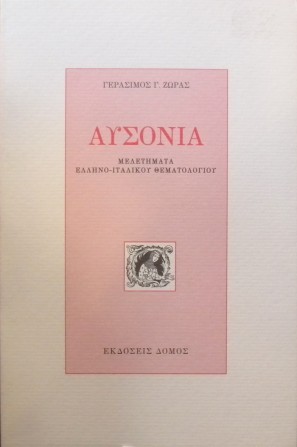 ΓΕΡΑΣΙΜΟΣ Γ. ΖΩΡΑΣ
ΑΥΣΟΝΙΑ
ΜΕΛΕΤΗΜΑΤΑ
ΕΛΛΗΝΟ-ΙΤΑΛΙΚΟΥ ΘΕΜΑΤΟΛΟΓΙΟΥ
ΕΚΔΟΣΕΙΣ ΔΟΜΟΣ